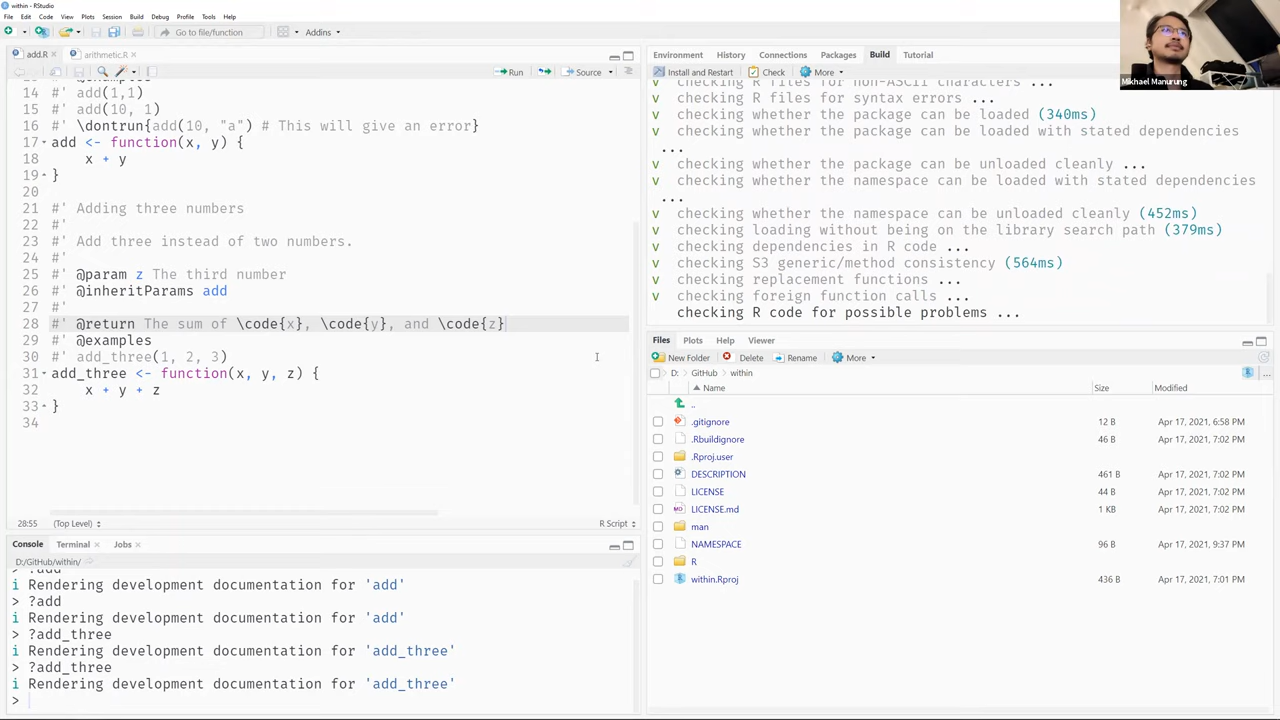 within - RStudio
File Edit Code View Plots Session Build Debug Profile Tools Help
Go to file/function
Addins
add.R
arithmetic.R
Run
Source
14 #' add(1,1)
15 #' add(10, 1)
16 #' \dontrun{add(10, "a") # This will give an error}
17 add <- function(x, y) {
18 x + y
19 }
20
21 #' Adding three numbers
22 #'
23 #' Add three instead of two numbers.
24 #'
25 #' @param z The third number
26 #' @inheritParams add
27 #'
28 #' @return The sum of \code{x}, \code{y}, and \code{z}
29 #' @examples
30 #' add_three(1, 2, 3)
31 add_three <- function(x, y, z) {
32 x + y + z
33 }
34
28:55
(Top Level)
R Script
Console Terminal Jobs
D:/GitHub/within/
> ?add
i Rendering development documentation for 'add'
> ?add
i Rendering development documentation for 'add'
> ?add_three
i Rendering development documentation for 'add_three'
> ?add_three
i Rendering development documentation for 'add_three'
>
Environment History Connections Packages Build Tutorial
Install and Restart Check More
checking R files for non-ASCII characters ...
v checking R files for syntax errors ...
v checking whether the package can be loaded (340ms)
v checking whether the package can be loaded with stated dependencies
...
v checking whether the package can be unloaded cleanly ...
v checking whether the namespace can be loaded with stated dependencies
...
v checking whether the namespace can be unloaded cleanly (452ms)
v checking loading without being on the library search path (379ms)
v checking dependencies in R code ...
v checking S3 generic/method consistency (564ms)
v checking replacement functions ...
v checking foreign function calls ...
checking R code for possible problems ...
Files Plots Help Viewer
New Folder Delete Rename More
D: GitHub within
Name Size Modified
..
.gitignore 12 B Apr 17, 2021, 6:58 PM
.Rbuildignore 46 B Apr 17, 2021, 7:02 PM
.Rproj.user
DESCRIPTION 461 B Apr 17, 2021, 7:02 PM
LICENSE 44 B Apr 17, 2021, 7:02 PM
LICENSE.md 1 KB Apr 17, 2021, 7:02 PM
man
NAMESPACE 96 B Apr 17, 2021, 9:37 PM
R
within.Rproj 436 B Apr 17, 2021, 7:01 PM
Mikhael Manurung